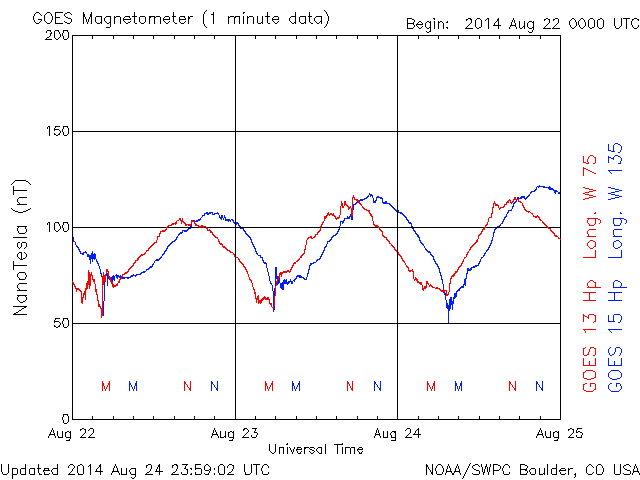 GOES Magnetometer (1 minute data)
Begin: 2014 Aug 22 0000 UTC
200
150
100
50
0
NanoTesla (nT)
M M N N M M N N M M N N
Aug 22 Aug 23 Aug 24 Aug 25
Universal Time
GOES 13 Hp Long. W 75
GOES 15 Hp Long. W 135
Updated 2014 Aug 24 23:59:02 UTC
NOAA/SWPC Boulder, CO USA